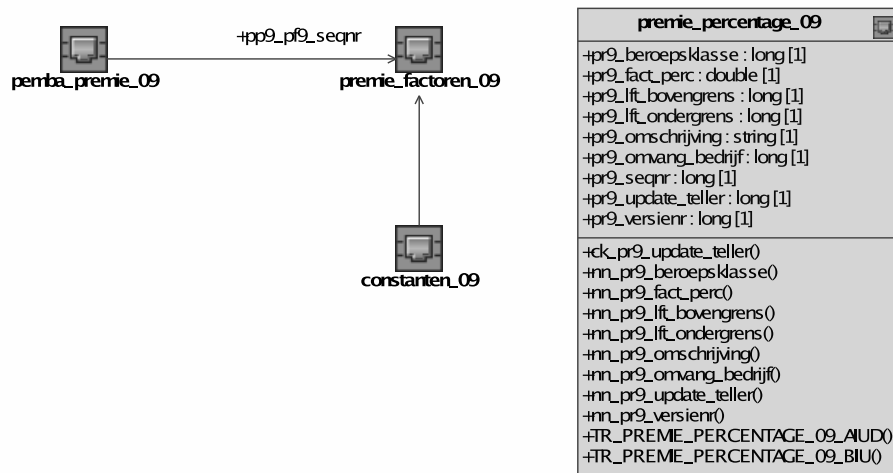 +pp9_pf9_seqnr
pemba_premie_09
premie_factoren_09
constanten_09
premie_percentage_09
+pr9_beroepsklasse : long [1]
+pr9_fact_perc : double [1]
+pr9_lft_bovengrens : long [1]
+pr9_lft_ondergrens : long [1]
+pr9_omschrijving : string [1]
+pr9_omvang_bedrijf : long [1]
+pr9_seqnr : long [1]
+pr9_update_teller : long [1]
+pr9_versienr : long [1]
+ck_pr9_update_teller()
+nn_pr9_beroepsklasse()
+nn_pr9_fact_perc()
+nn_pr9_lft_bovengrens()
+nn_pr9_lft_ondergrens()
+nn_pr9_omschrijving()
+nn_pr9_omvang_bedrijf()
+nn_pr9_update_teller()
+nn_pr9_versienr()
+TR_PREMIE_PERCENTAGE_09_AIUD()
+TR_PREMIE_PERCENTAGE_09_BIU()